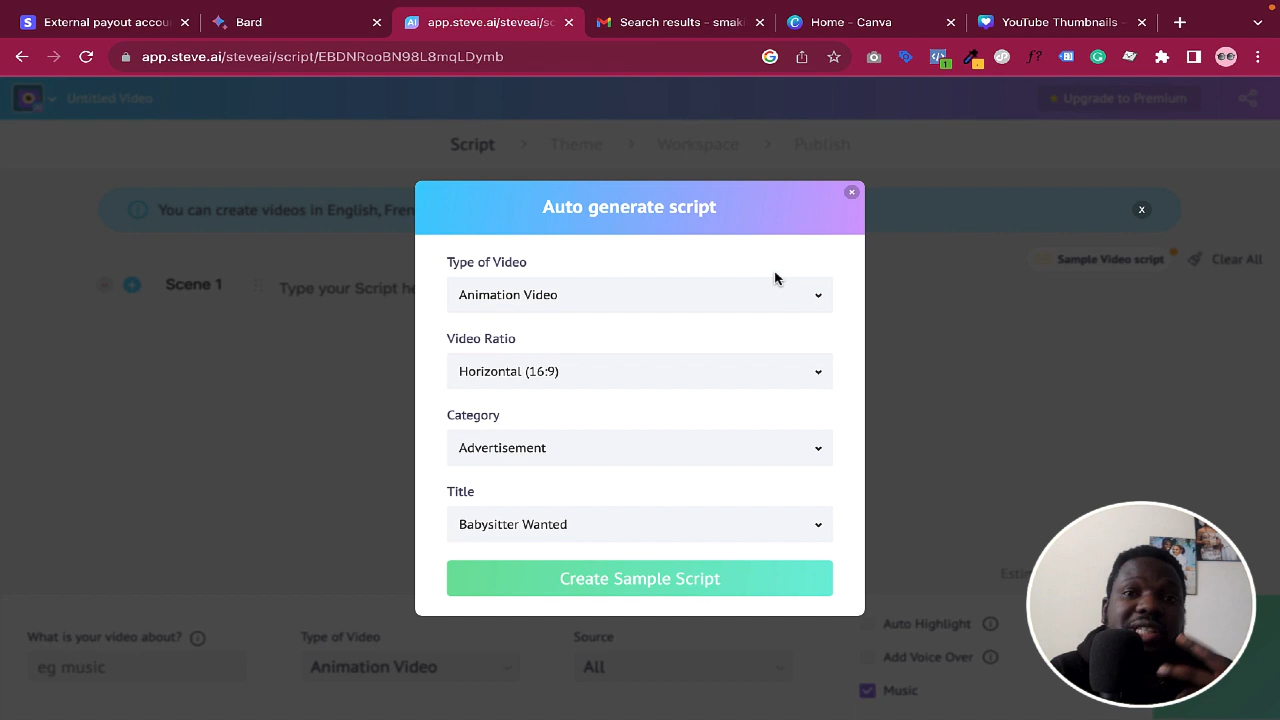 External payout accou
Bard
app.steve.ai/steveai/sc
Search results – smaki
Home - Canva
YouTube Thumbnails -
app.steve.ai/steveai/script/EBDNRooBN98L8mqLDymb
Untitled Video
Upgrade to Premium
Script
Theme
Workspace
Publish
You can create videos in English, Fren
x
Auto generate script
Sample Video script
Clear All
Scene 1
Type your Script he
Type of Video
Animation Video
Video Ratio
Horizontal (16:9)
Category
Advertisement
Title
Babysitter Wanted
Create Sample Script
Estim
What is your video about?
eg music
Type of Video
Animation Video
Source
All
Auto Highlight
Add Voice Over
Music